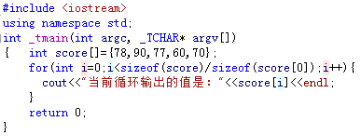 #include <iostream>
using namespace std;
int _tmain(int argc, _TCHAR* argv[])
{  int score[]={78,90,77,60,70};
   for(int i=0;i<sizeof(score)/sizeof(score[0]);i++){
     cout<<"当前循环输出的值是："<<score[i]<<endl;
   }
   return 0;
}